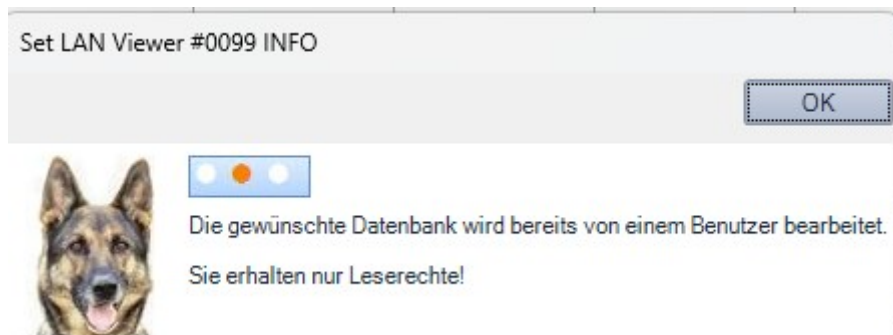 Set LAN Viewer #0099 INFO
OK
Die gewünschte Datenbank wird bereits von einem Benutzer bearbeitet.
Sie erhalten nur Leserechte!